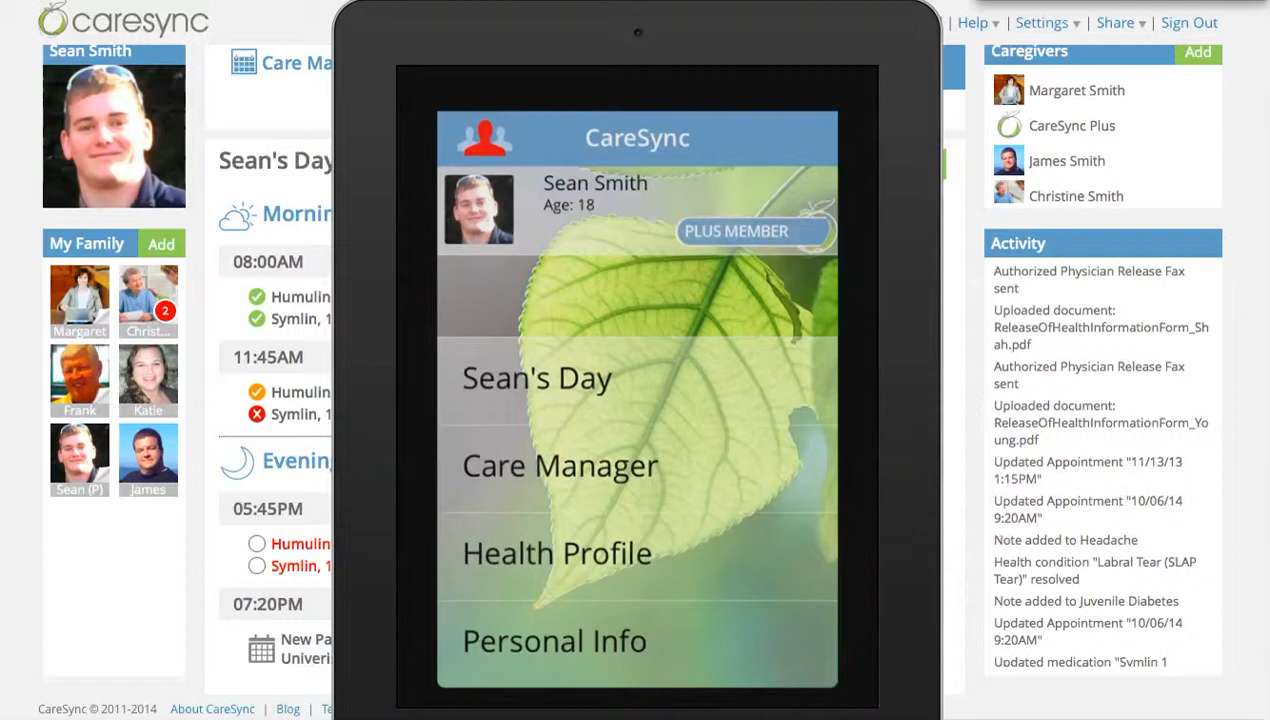 caresync
Help | Settings | Share | Sign Out
Sean Smith
My Family Add
Margaret
Christ...
2
Frank
Katie
Sean (P)
James
Care Ma
Sean's Day
Mornin
08:00AM
Humulin
Symlin, 1
11:45AM
Humulin
Symlin, 1
Evening
05:45PM
Humulin
Symlin, 1
07:20PM
New Pa
Univeri
CareSync
Sean Smith
Age: 18
PLUS MEMBER
Sean's Day
Care Manager
Health Profile
Personal Info
Caregivers Add
Margaret Smith
CareSync Plus
James Smith
Christine Smith
Activity
Authorized Physician Release Fax
sent
Uploaded document:
ReleaseOfHealthInformationForm_Sh
ah.pdf
Authorized Physician Release Fax
sent
Uploaded document:
ReleaseOfHealthInformationForm_Yo
ung.pdf
Updated Appointment "11/13/13
1:15PM"
Updated Appointment "10/06/14
9:20AM"
Note added to Headache
Health condition "Labral Tear (SLAP
Tear)" resolved
Note added to Juvenile Diabetes
Updated Appointment "10/06/14
9:20AM"
Updated medication "Symlin 1
CareSync © 2011-2014 About CareSync | Blog | Te